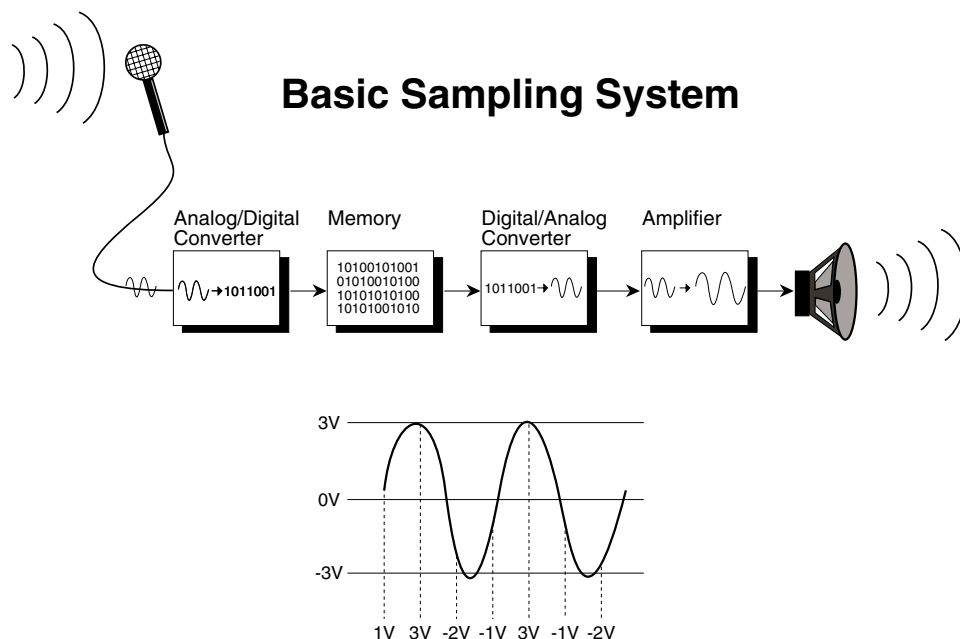 Basic Sampling System
Analog/Digital
Converter
Memory
Digital/Analog
Converter
Amplifier
1011001
10100101001
01010010100
10101010100
10101001010
1011001
3V
0V
-3V
1V 3V -2V -1V 3V -1V -2V